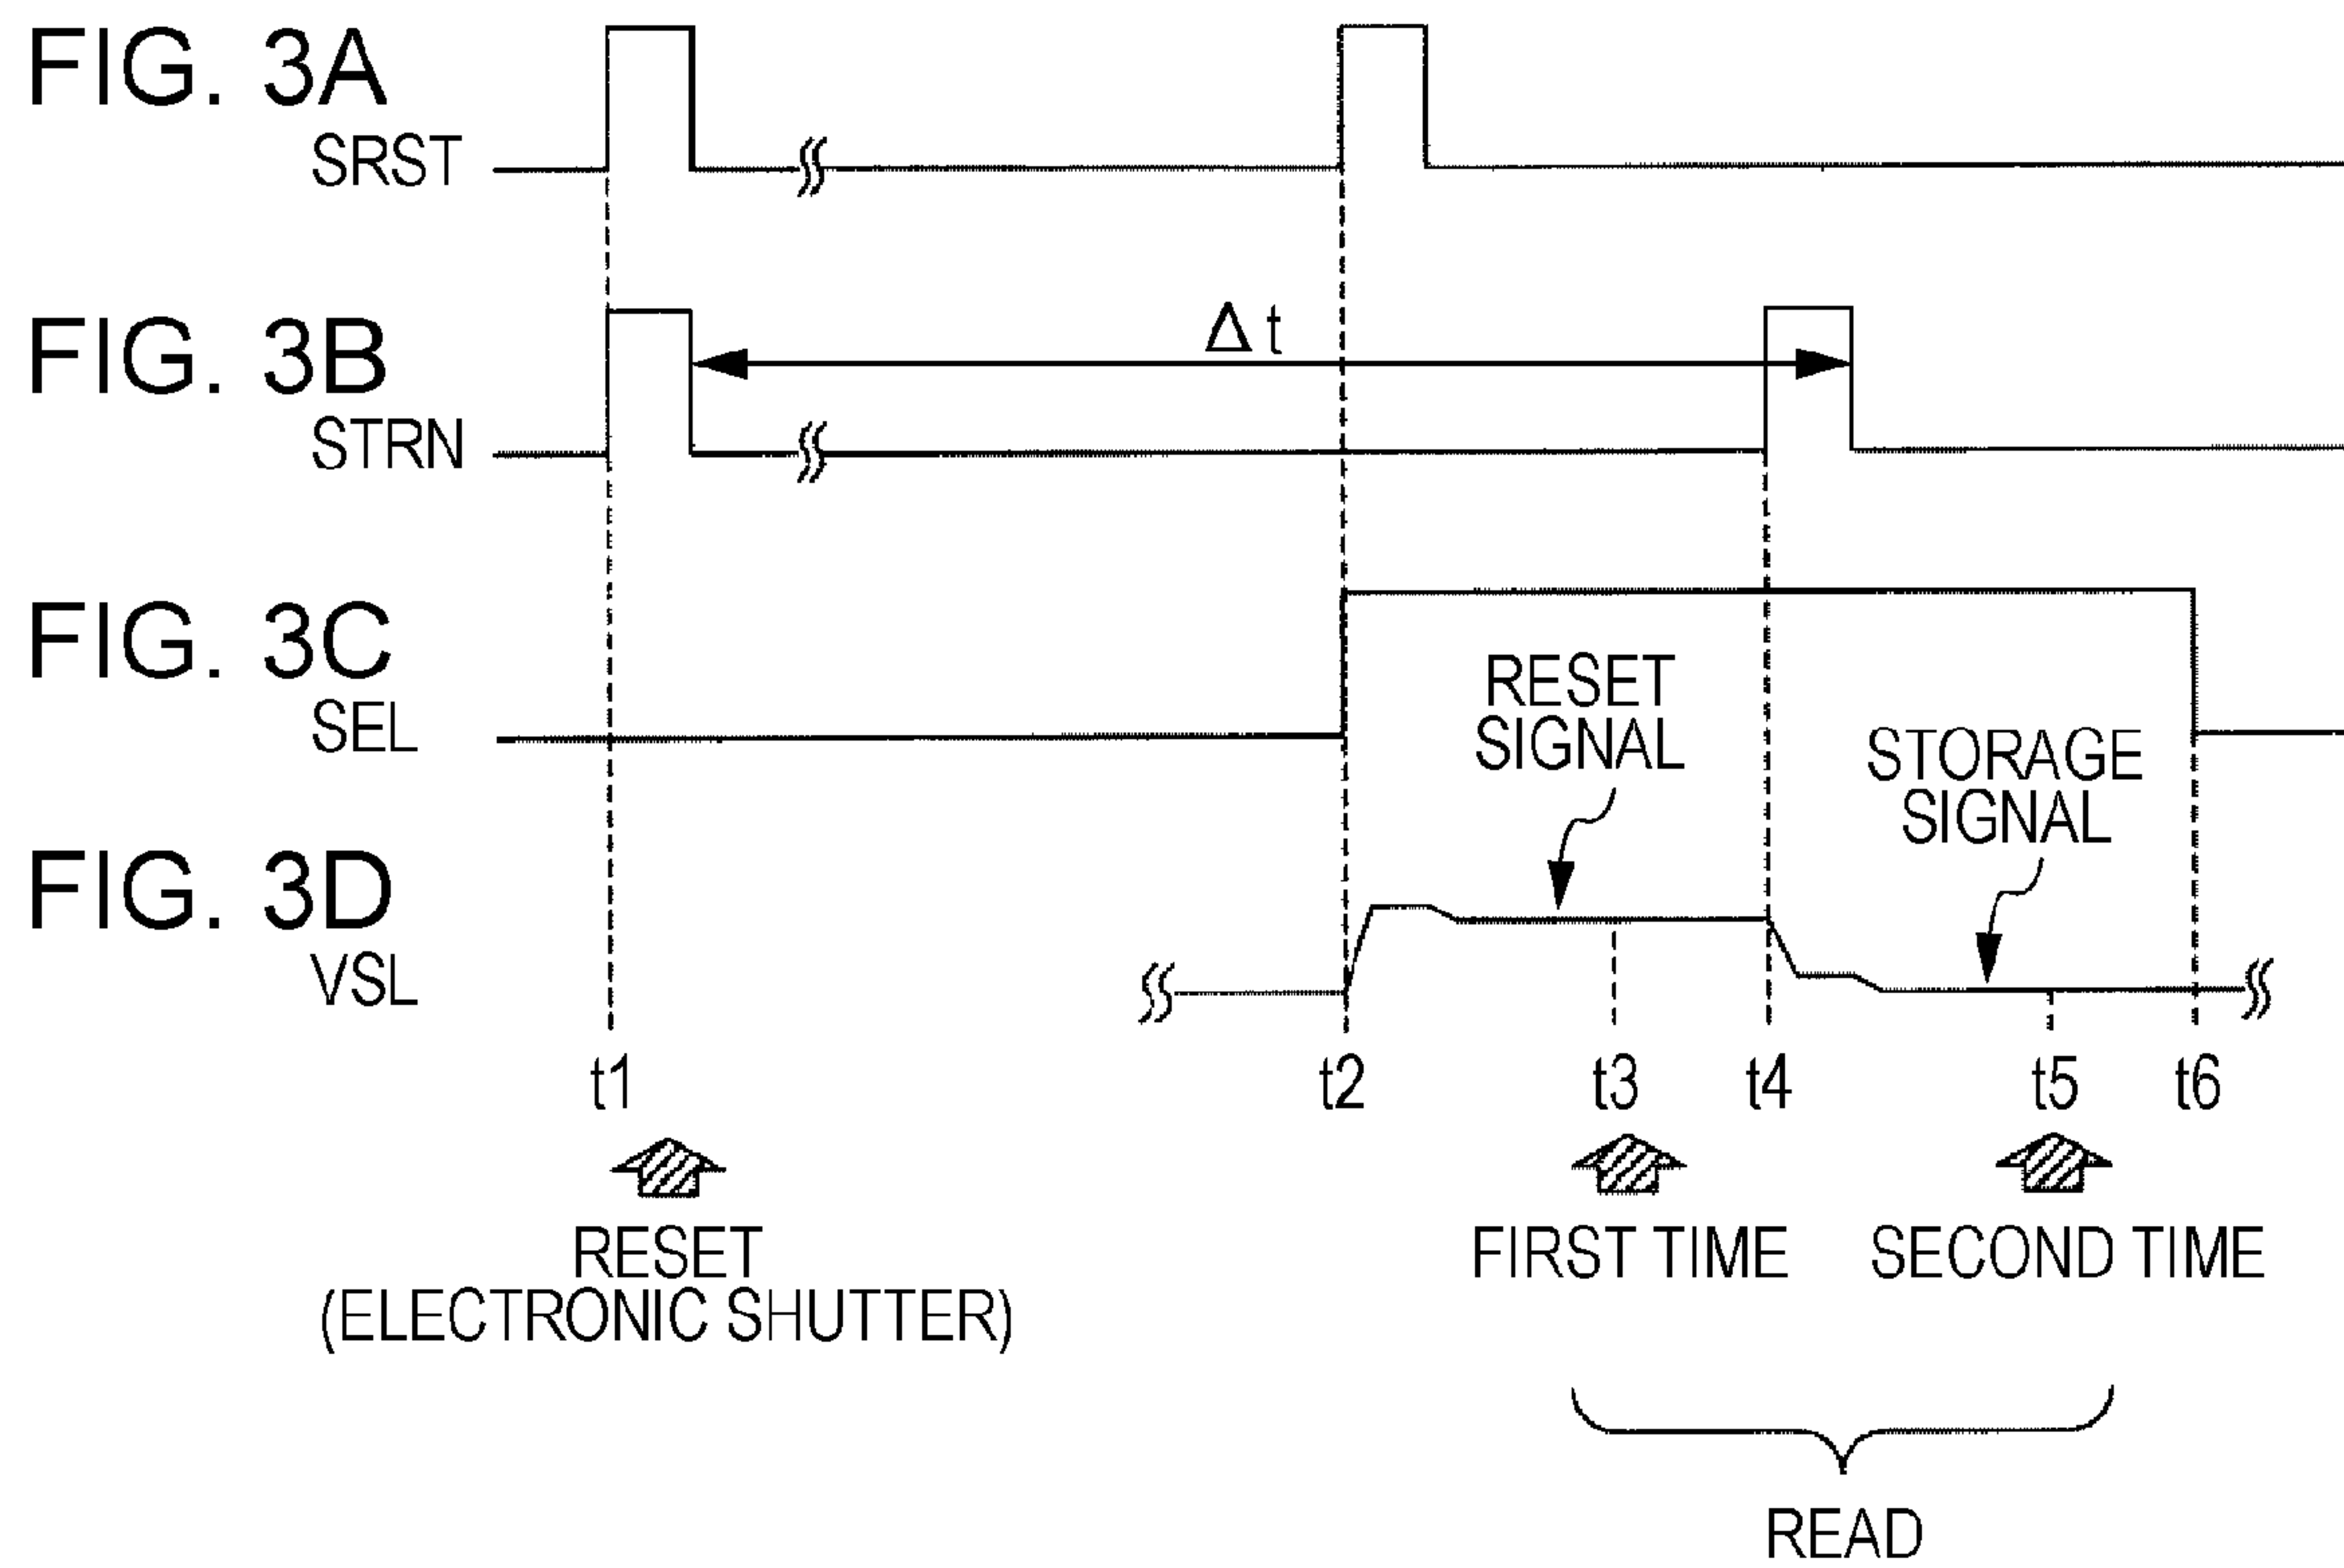 FIG. 3A
SRST
FIG. 3B
STRN
Δt
FIG. 3C
SEL
RESET
SIGNAL
STORAGE
SIGNAL
FIG. 3D
VSL
t1
t2
t3
t4
t5
t6
RESET
(ELECTRONIC SHUTTER)
FIRST TIME
SECOND TIME
READ